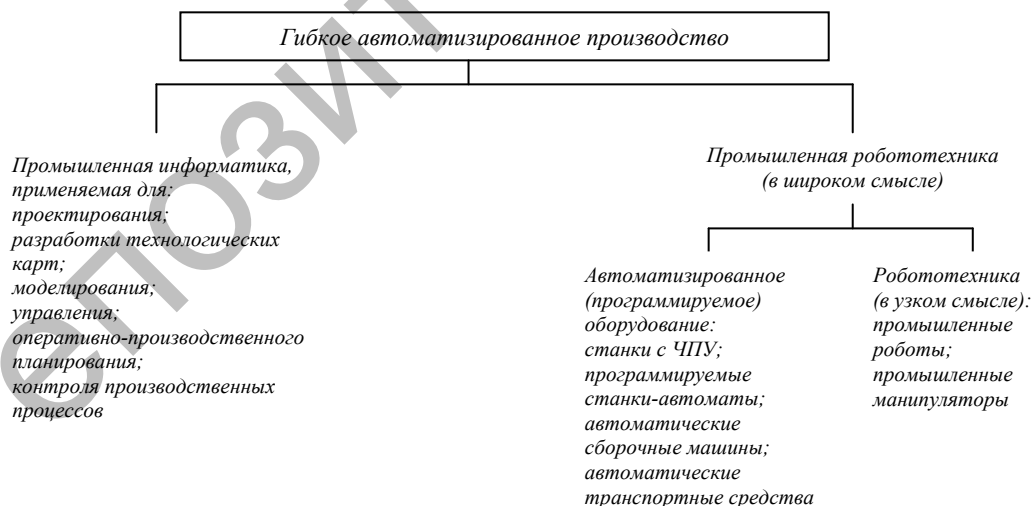 Гибкое автоматизированное производство
Промышленная информатика,
применяемая для:
проектирования;
разработки технологических
карт;
моделирования;
управления;
оперативно-производственного
планирования;
контроля производственных
процессов
Промышленная робототехника
(в широком смысле)
Автоматизированное
(программируемое)
оборудование:
станки с ЧПУ;
программируемые
станки-автоматы;
автоматические
сборочные машины;
автоматические
транспортные средства
Робототехника
(в узком смысле):
промышленные
роботы;
промышленные
манипуляторы